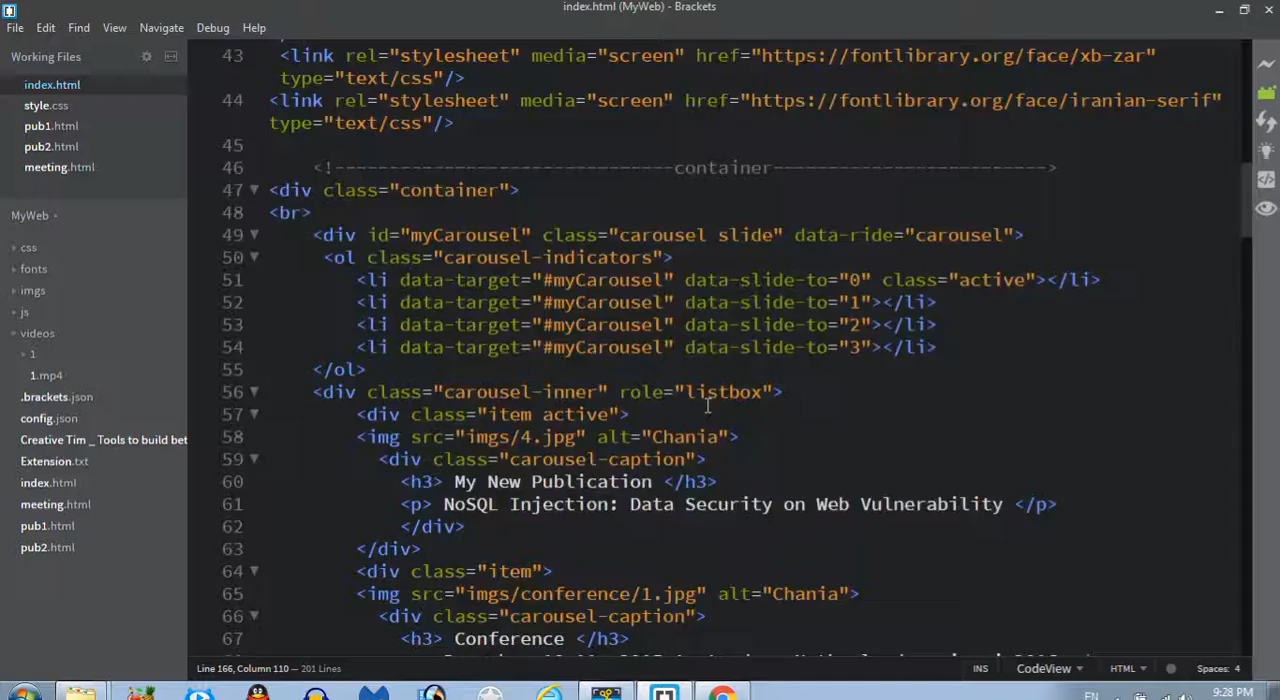 index.html (MyWeb) - Brackets
File Edit Find View Navigate Debug Help
Working Files
index.html
style.css
pub1.html
pub2.html
meeting.html
MyWeb
css
fonts
imgs
js
videos
1
1.mp4
.brackets.json
config.json
Creative Tim _ Tools to build bet
Extension.txt
index.html
meeting.html
pub1.html
pub2.html
43 <link rel="stylesheet" media="screen" href="https://fontlibrary.org/face/xb-zar"
type="text/css"/>
44 <link rel="stylesheet" media="screen" href="https://fontlibrary.org/face/iranian-serif"
type="text/css"/>
45
46 <!-------------------------------container-------------------------->
47 <div class="container">
48 <br>
49 <div id="myCarousel" class="carousel slide" data-ride="carousel">
50 <ol class="carousel-indicators">
51 <li data-target="#myCarousel" data-slide-to="0" class="active"></li>
52 <li data-target="#myCarousel" data-slide-to="1"></li>
53 <li data-target="#myCarousel" data-slide-to="2"></li>
54 <li data-target="#myCarousel" data-slide-to="3"></li>
55 </ol>
56 <div class="carousel-inner" role="listbox">
57 <div class="item active">
58 <img src="imgs/4.jpg" alt="Chania">
59 <div class="carousel-caption">
60 <h3> My New Publication </h3>
61 <p> NoSQL Injection: Data Security on Web Vulnerability </p>
62 </div>
63 </div>
64 <div class="item">
65 <img src="imgs/conference/1.jpg" alt="Chania">
66 <div class="carousel-caption">
67 <h3> Conference </h3>
Line 166, Column 110 — 201 Lines
INS CodeView HTML Spaces: 4
EN 9:28 PM